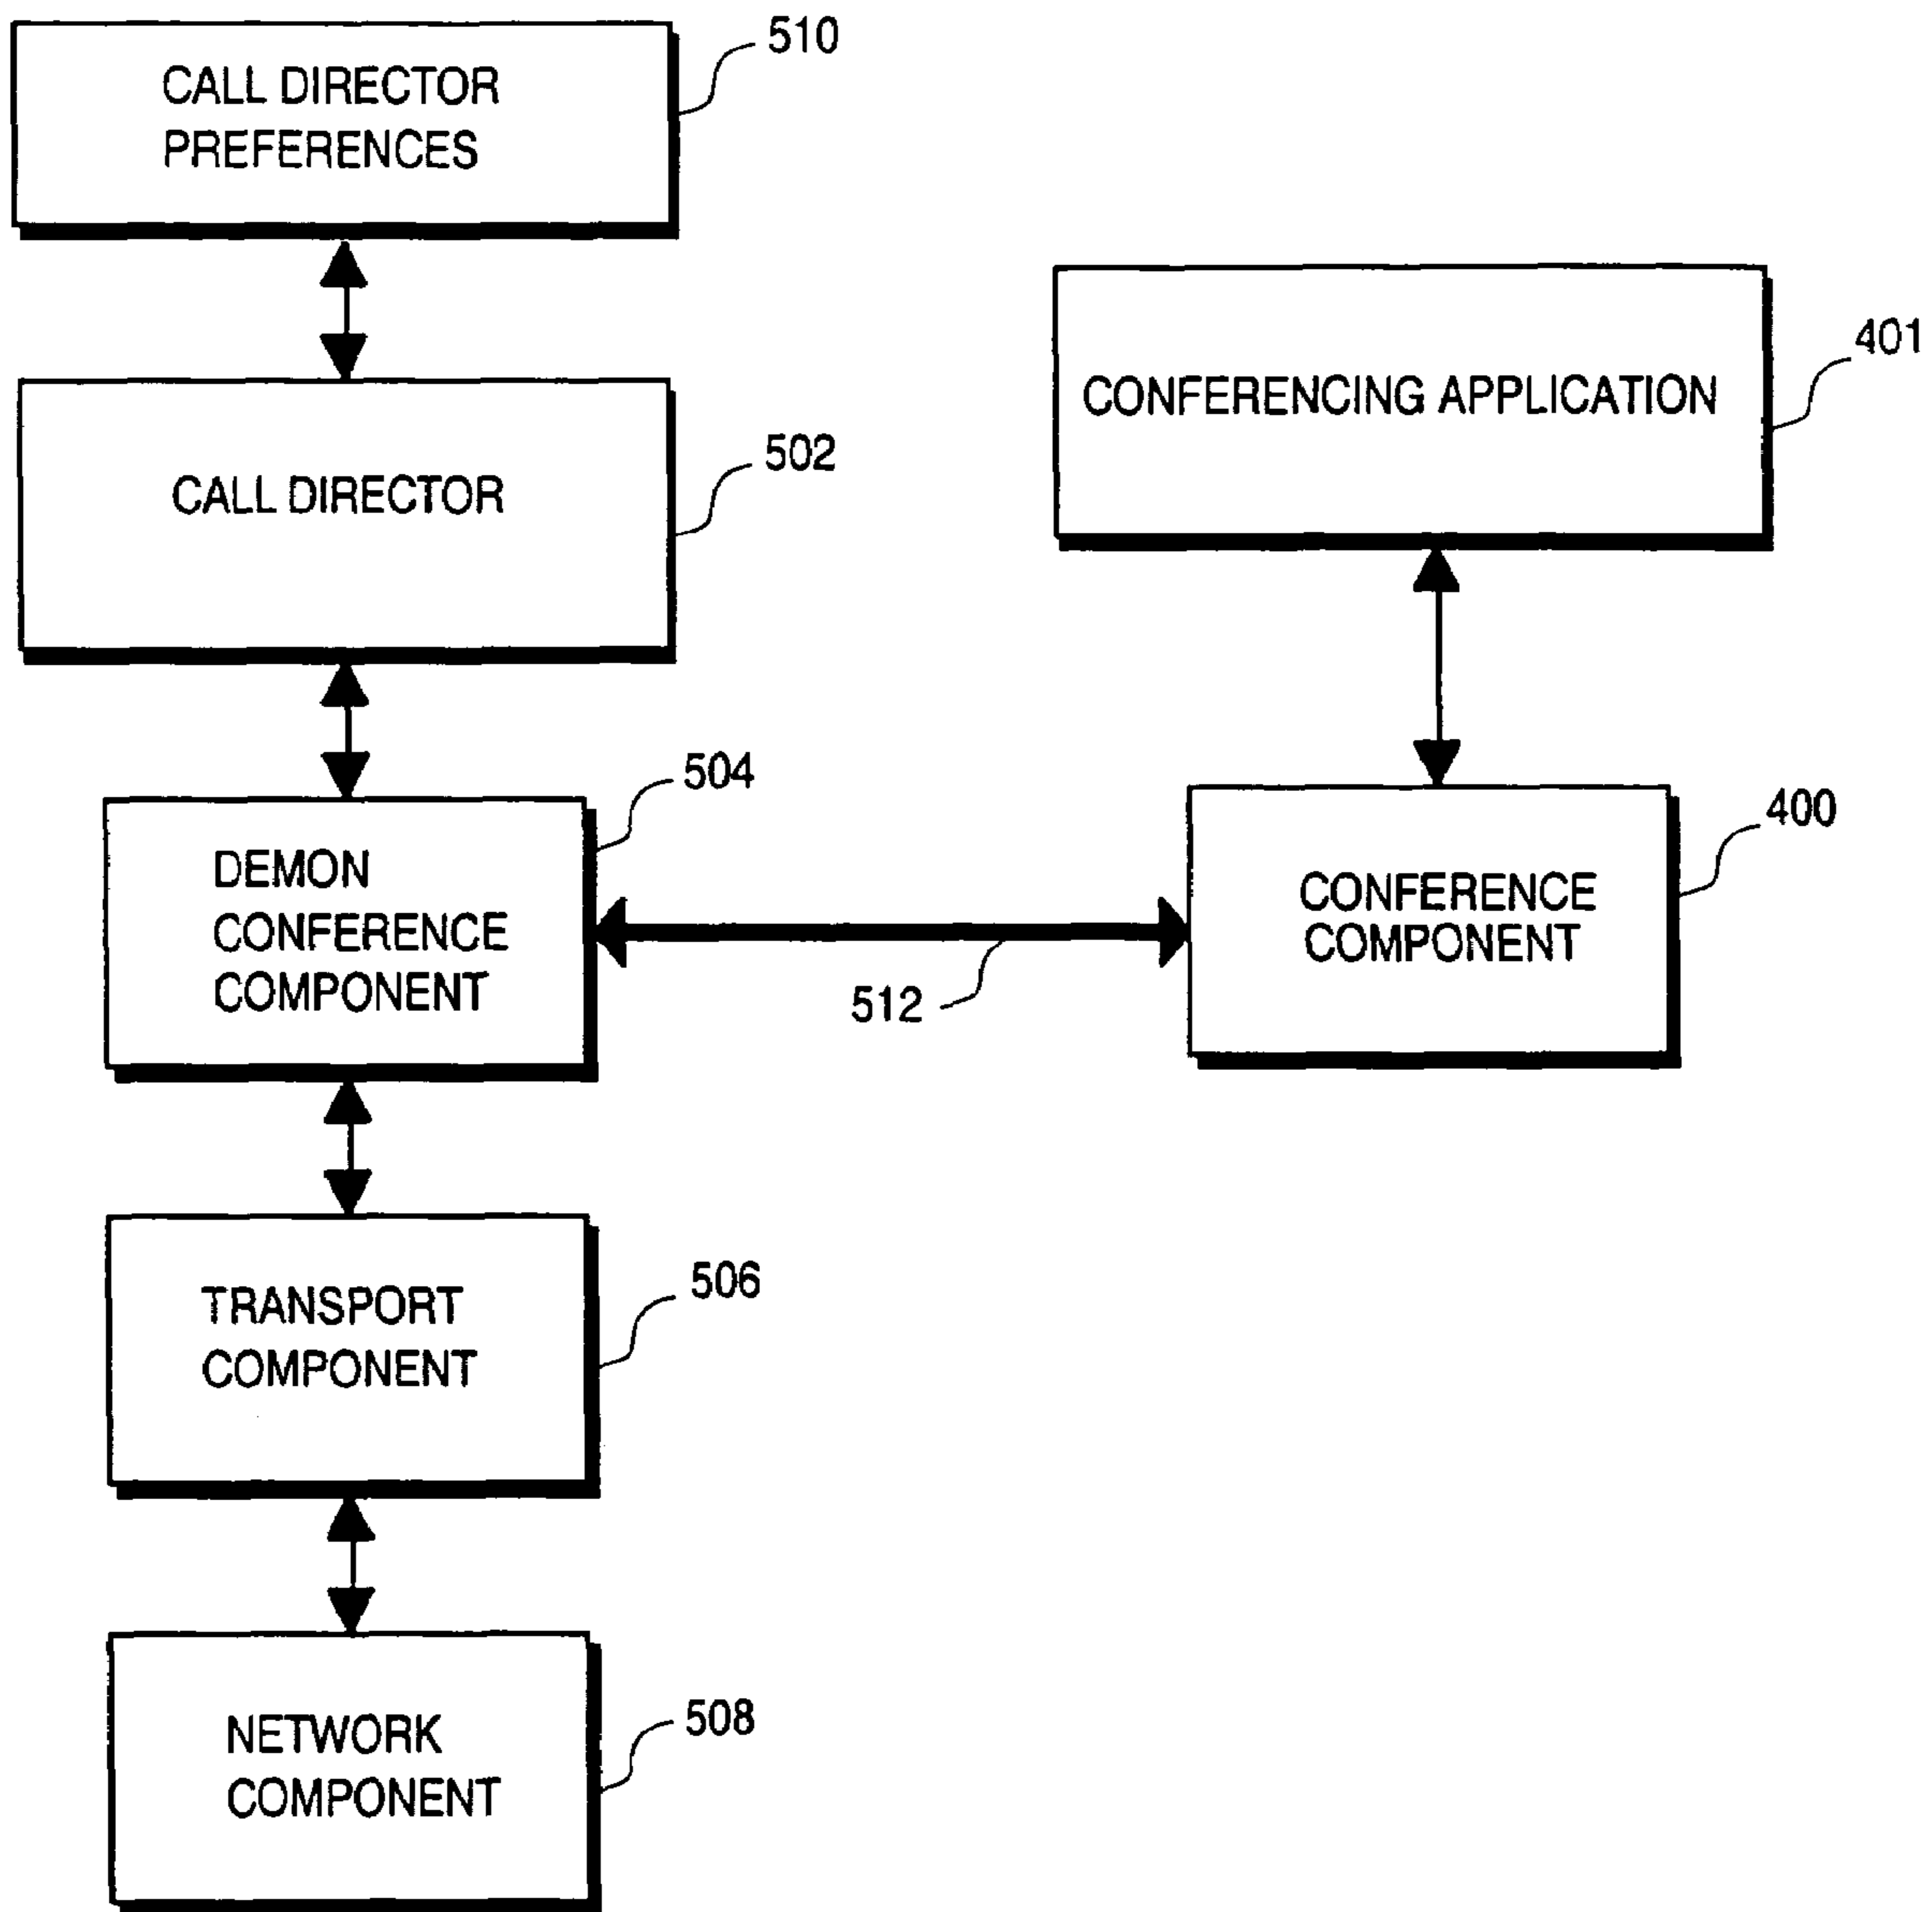 510
CALL DIRECTOR
PREFERENCES
401
CONFERENCING APPLICATION
502
CALL DIRECTOR
504
DEMON
CONFERENCE
COMPONENT
400
CONFERENCE
COMPONENT
512
506
TRANSPORT
COMPONENT
508
NETWORK
COMPONENT